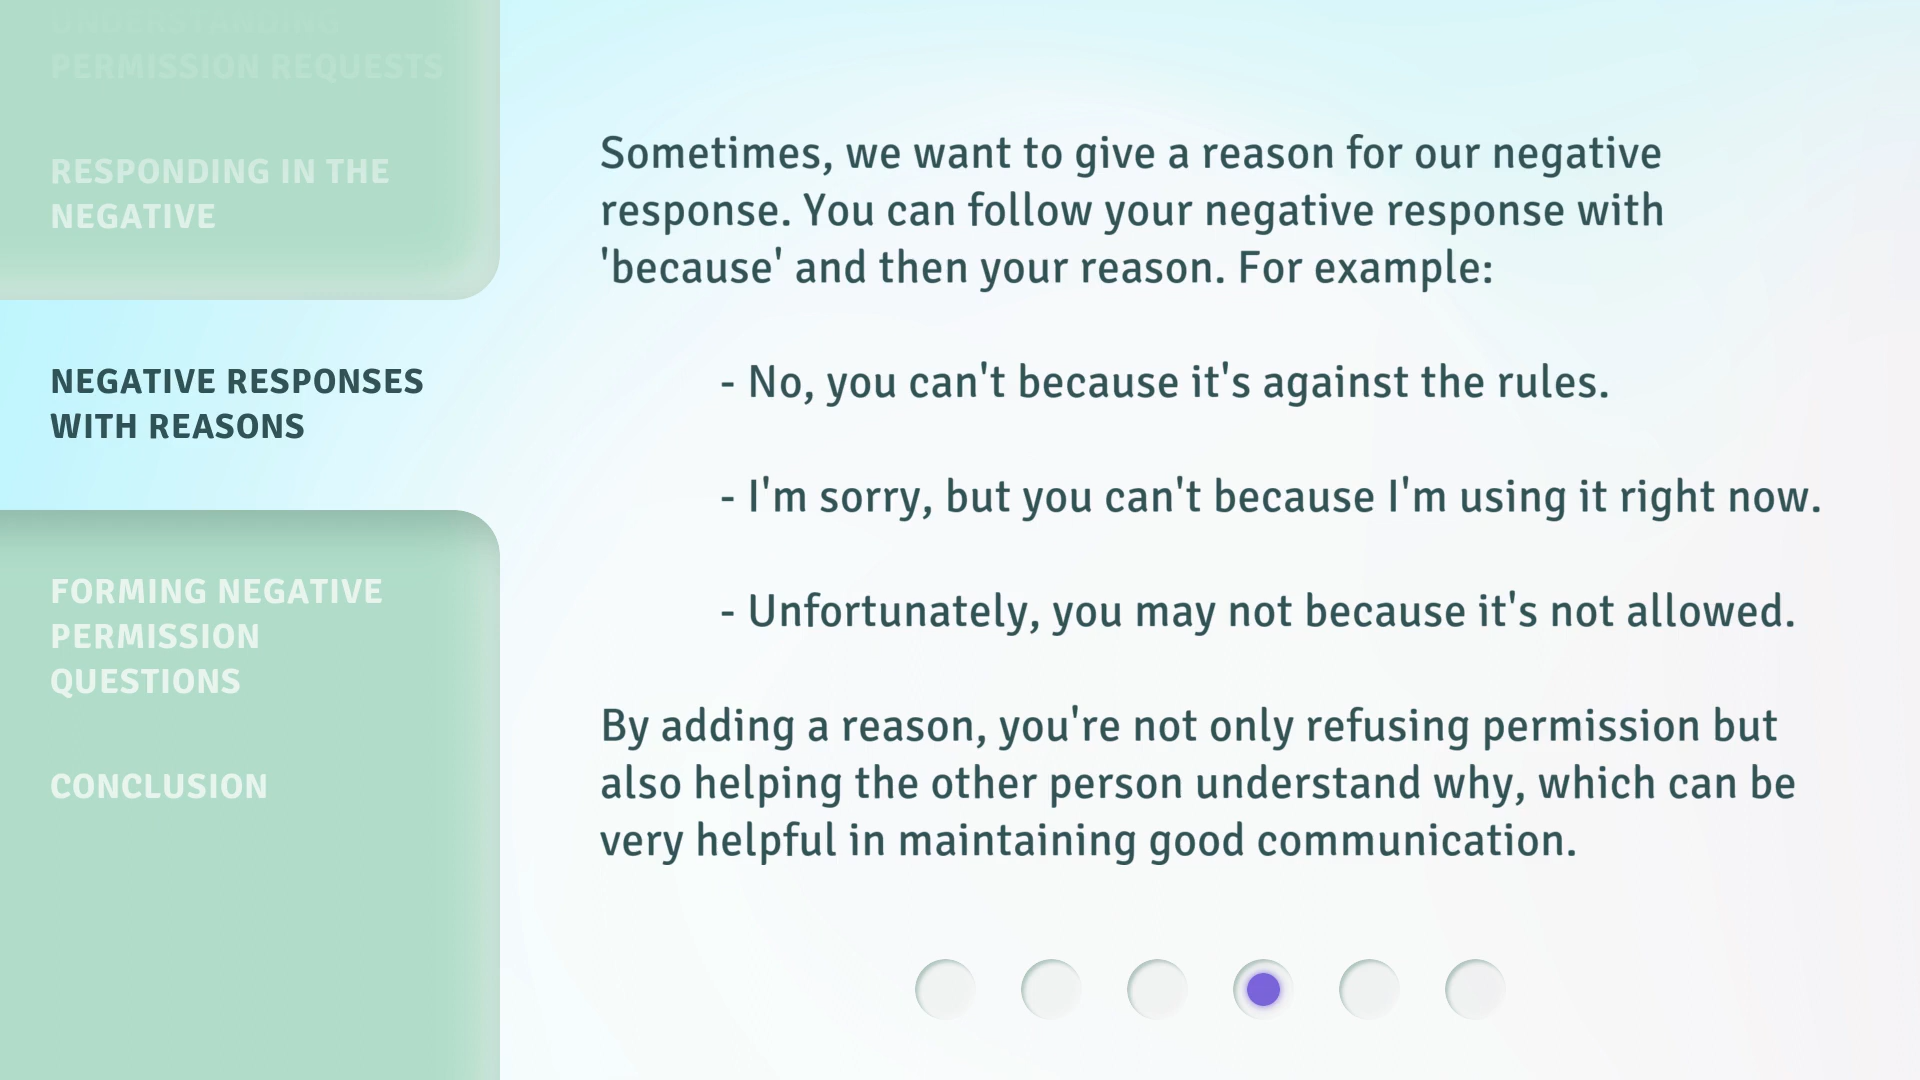 UNDERSTANDING
PERMISSION REQUESTS
RESPONDING IN THE
NEGATIVE
NEGATIVE RESPONSES
WITH REASONS
FORMING NEGATIVE
PERMISSION
QUESTIONS
CONCLUSION
Sometimes, we want to give a reason for our negative
response. You can follow your negative response with
'because' and then your reason. For example:
- No, you can't because it's against the rules.
- I'm sorry, but you can't because I'm using it right now.
- Unfortunately, you may not because it's not allowed.
By adding a reason, you're not only refusing permission but
also helping the other person understand why, which can be
very helpful in maintaining good communication.